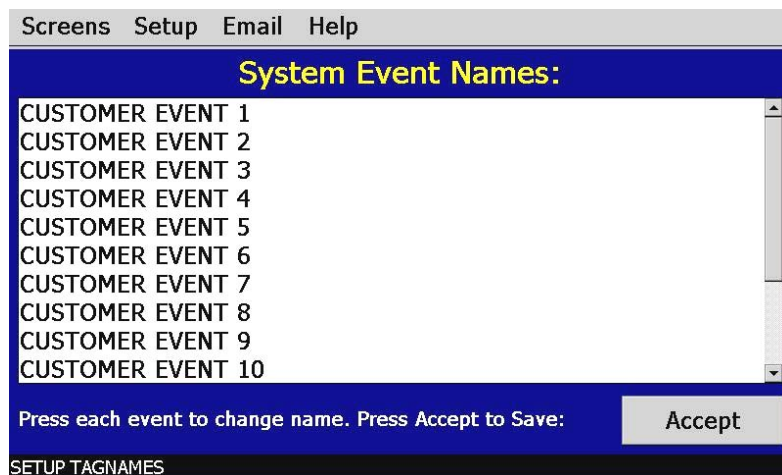 Screens Setup Email Help
System Event Names:
CUSTOMER EVENT 1
CUSTOMER EVENT 2
CUSTOMER EVENT 3
CUSTOMER EVENT 4
CUSTOMER EVENT 5
CUSTOMER EVENT 6
CUSTOMER EVENT 7
CUSTOMER EVENT 8
CUSTOMER EVENT 9
CUSTOMER EVENT 10
Press each event to change name. Press Accept to Save:
Accept
SETUP TAGNAMES